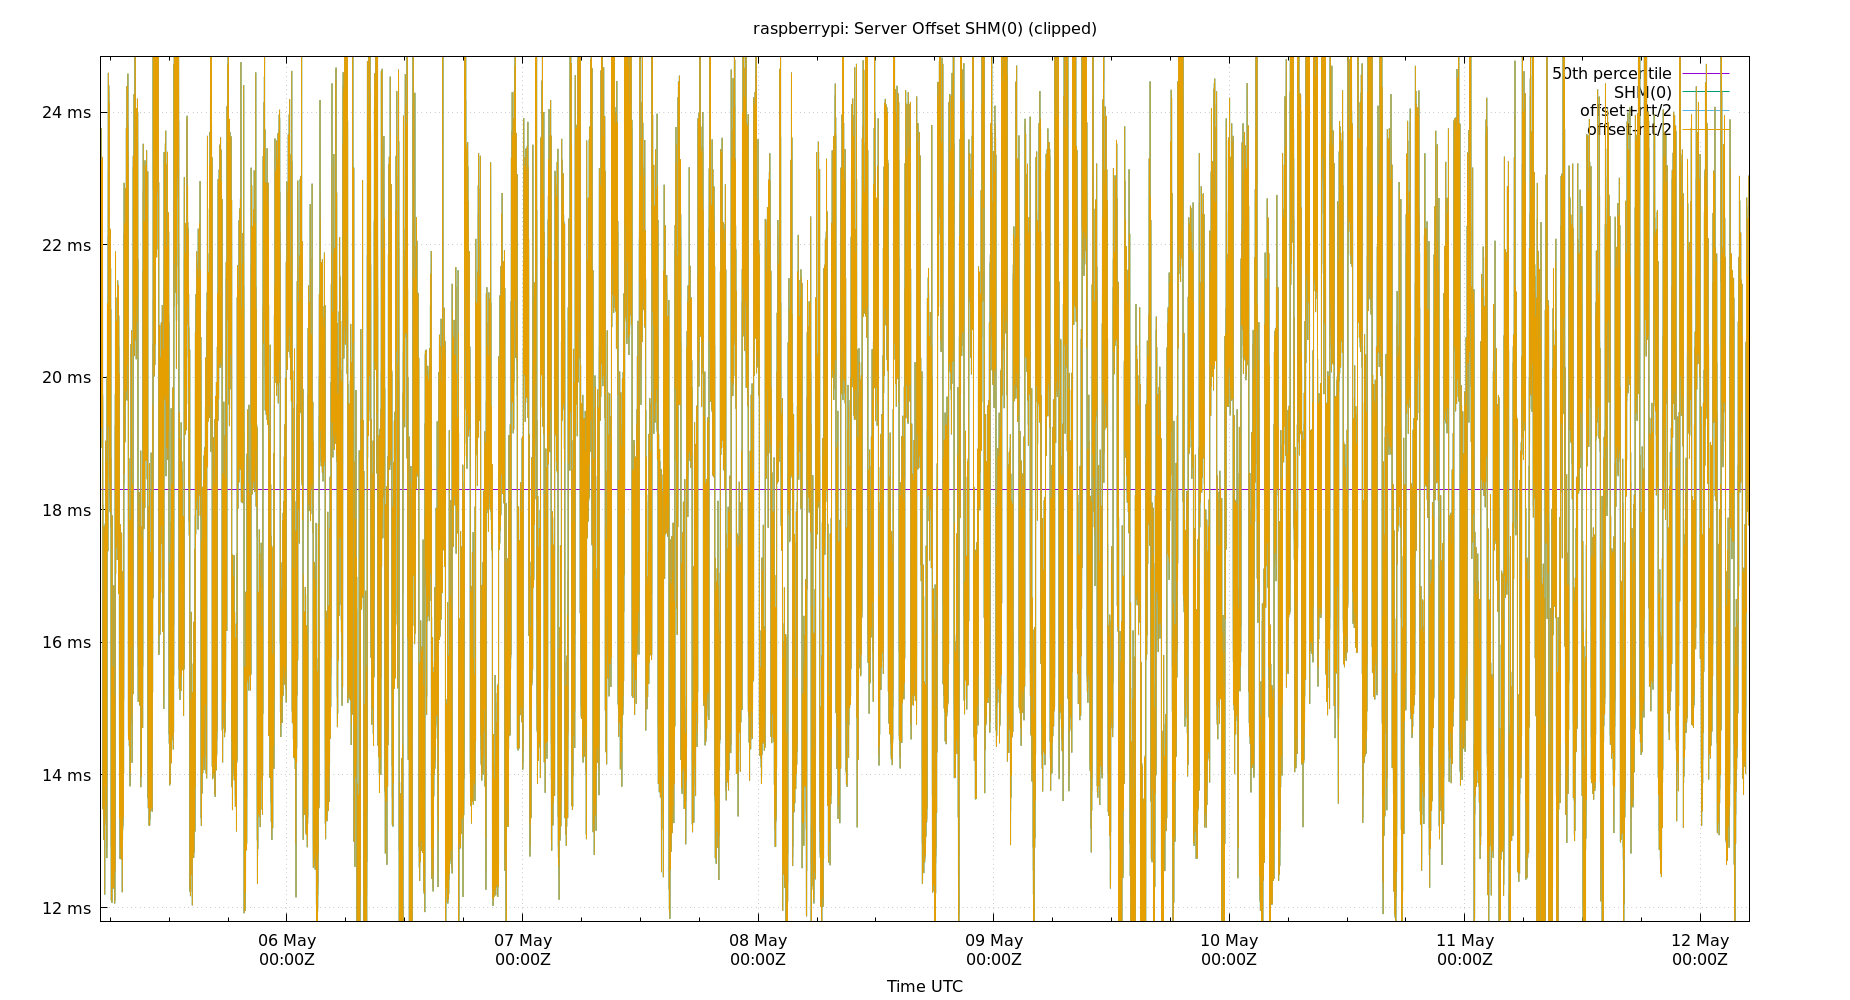 raspberrypi: Server Offset SHM(0) (clipped)
50th percentile
SHM(0)
offset+rtt/2
offset-rtt/2
24 ms
22 ms
20 ms
18 ms
16 ms
14 ms
12 ms
06 May 07 May 08 May 09 May 10 May 11 May 12 May
00:00Z 00:00Z 00:00Z 00:00Z 00:00Z 00:00Z 00:00Z
Time UTC